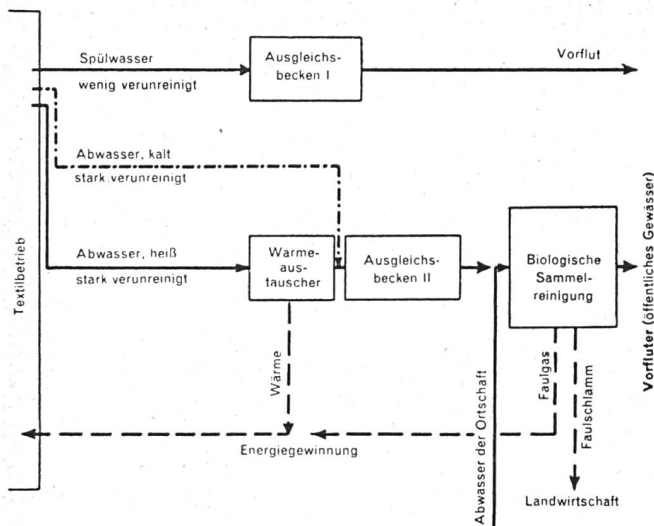 Spülwasser
wenig verunreinigt
Ausgleichs-
becken I
Vorflut
Abwasser, kalt
stark verunreinigt
Textilbetrieb
Abwasser, heiß
stark verunreinigt
Wärme-
aus-
tauscher
Ausgleichs-
becken II
Biologische
Sammel-
reinigung
Vorfluter (öffentliches Gewässer)
Wärme
Faulgas
Faulschlamm
Energiegewinnung
Abwasser der Ortschaft
Landwirtschaft